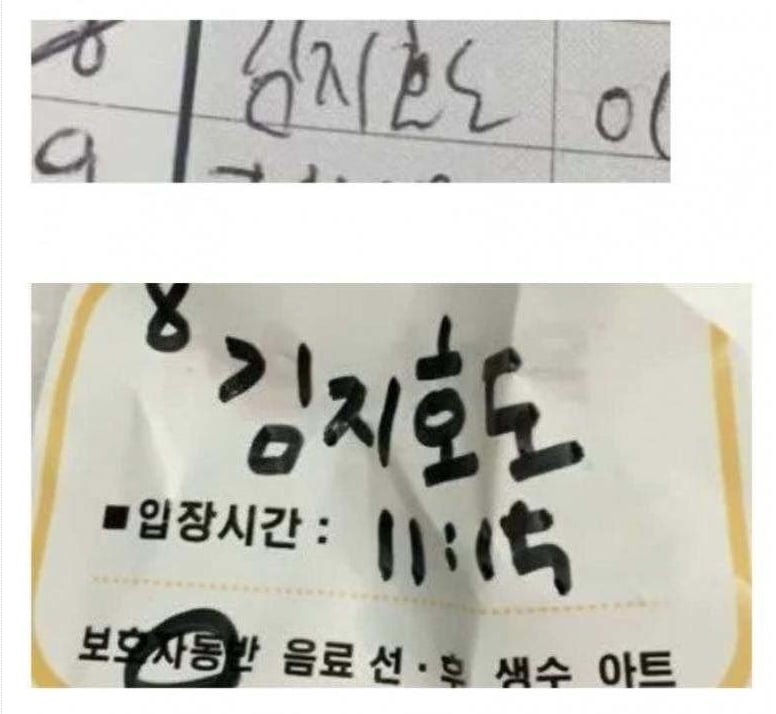 8 김지호도 01
9
8
김지호도
■입장시간 : 11:15
보호자동반 음료 선·후 생수 아트